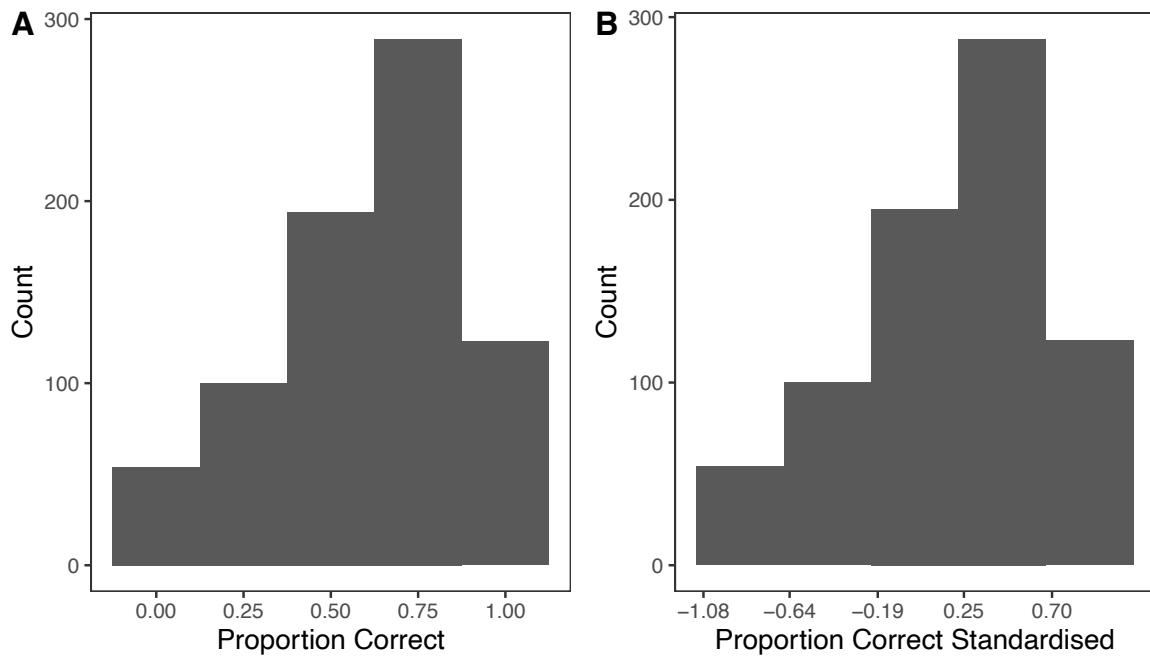 A
300
200
100
0
Count
0.00 0.25 0.50 0.75 1.00
Proportion Correct
B
300
200
100
0
Count
−1.08 −0.64 −0.19 0.25 0.70
Proportion Correct Standardised